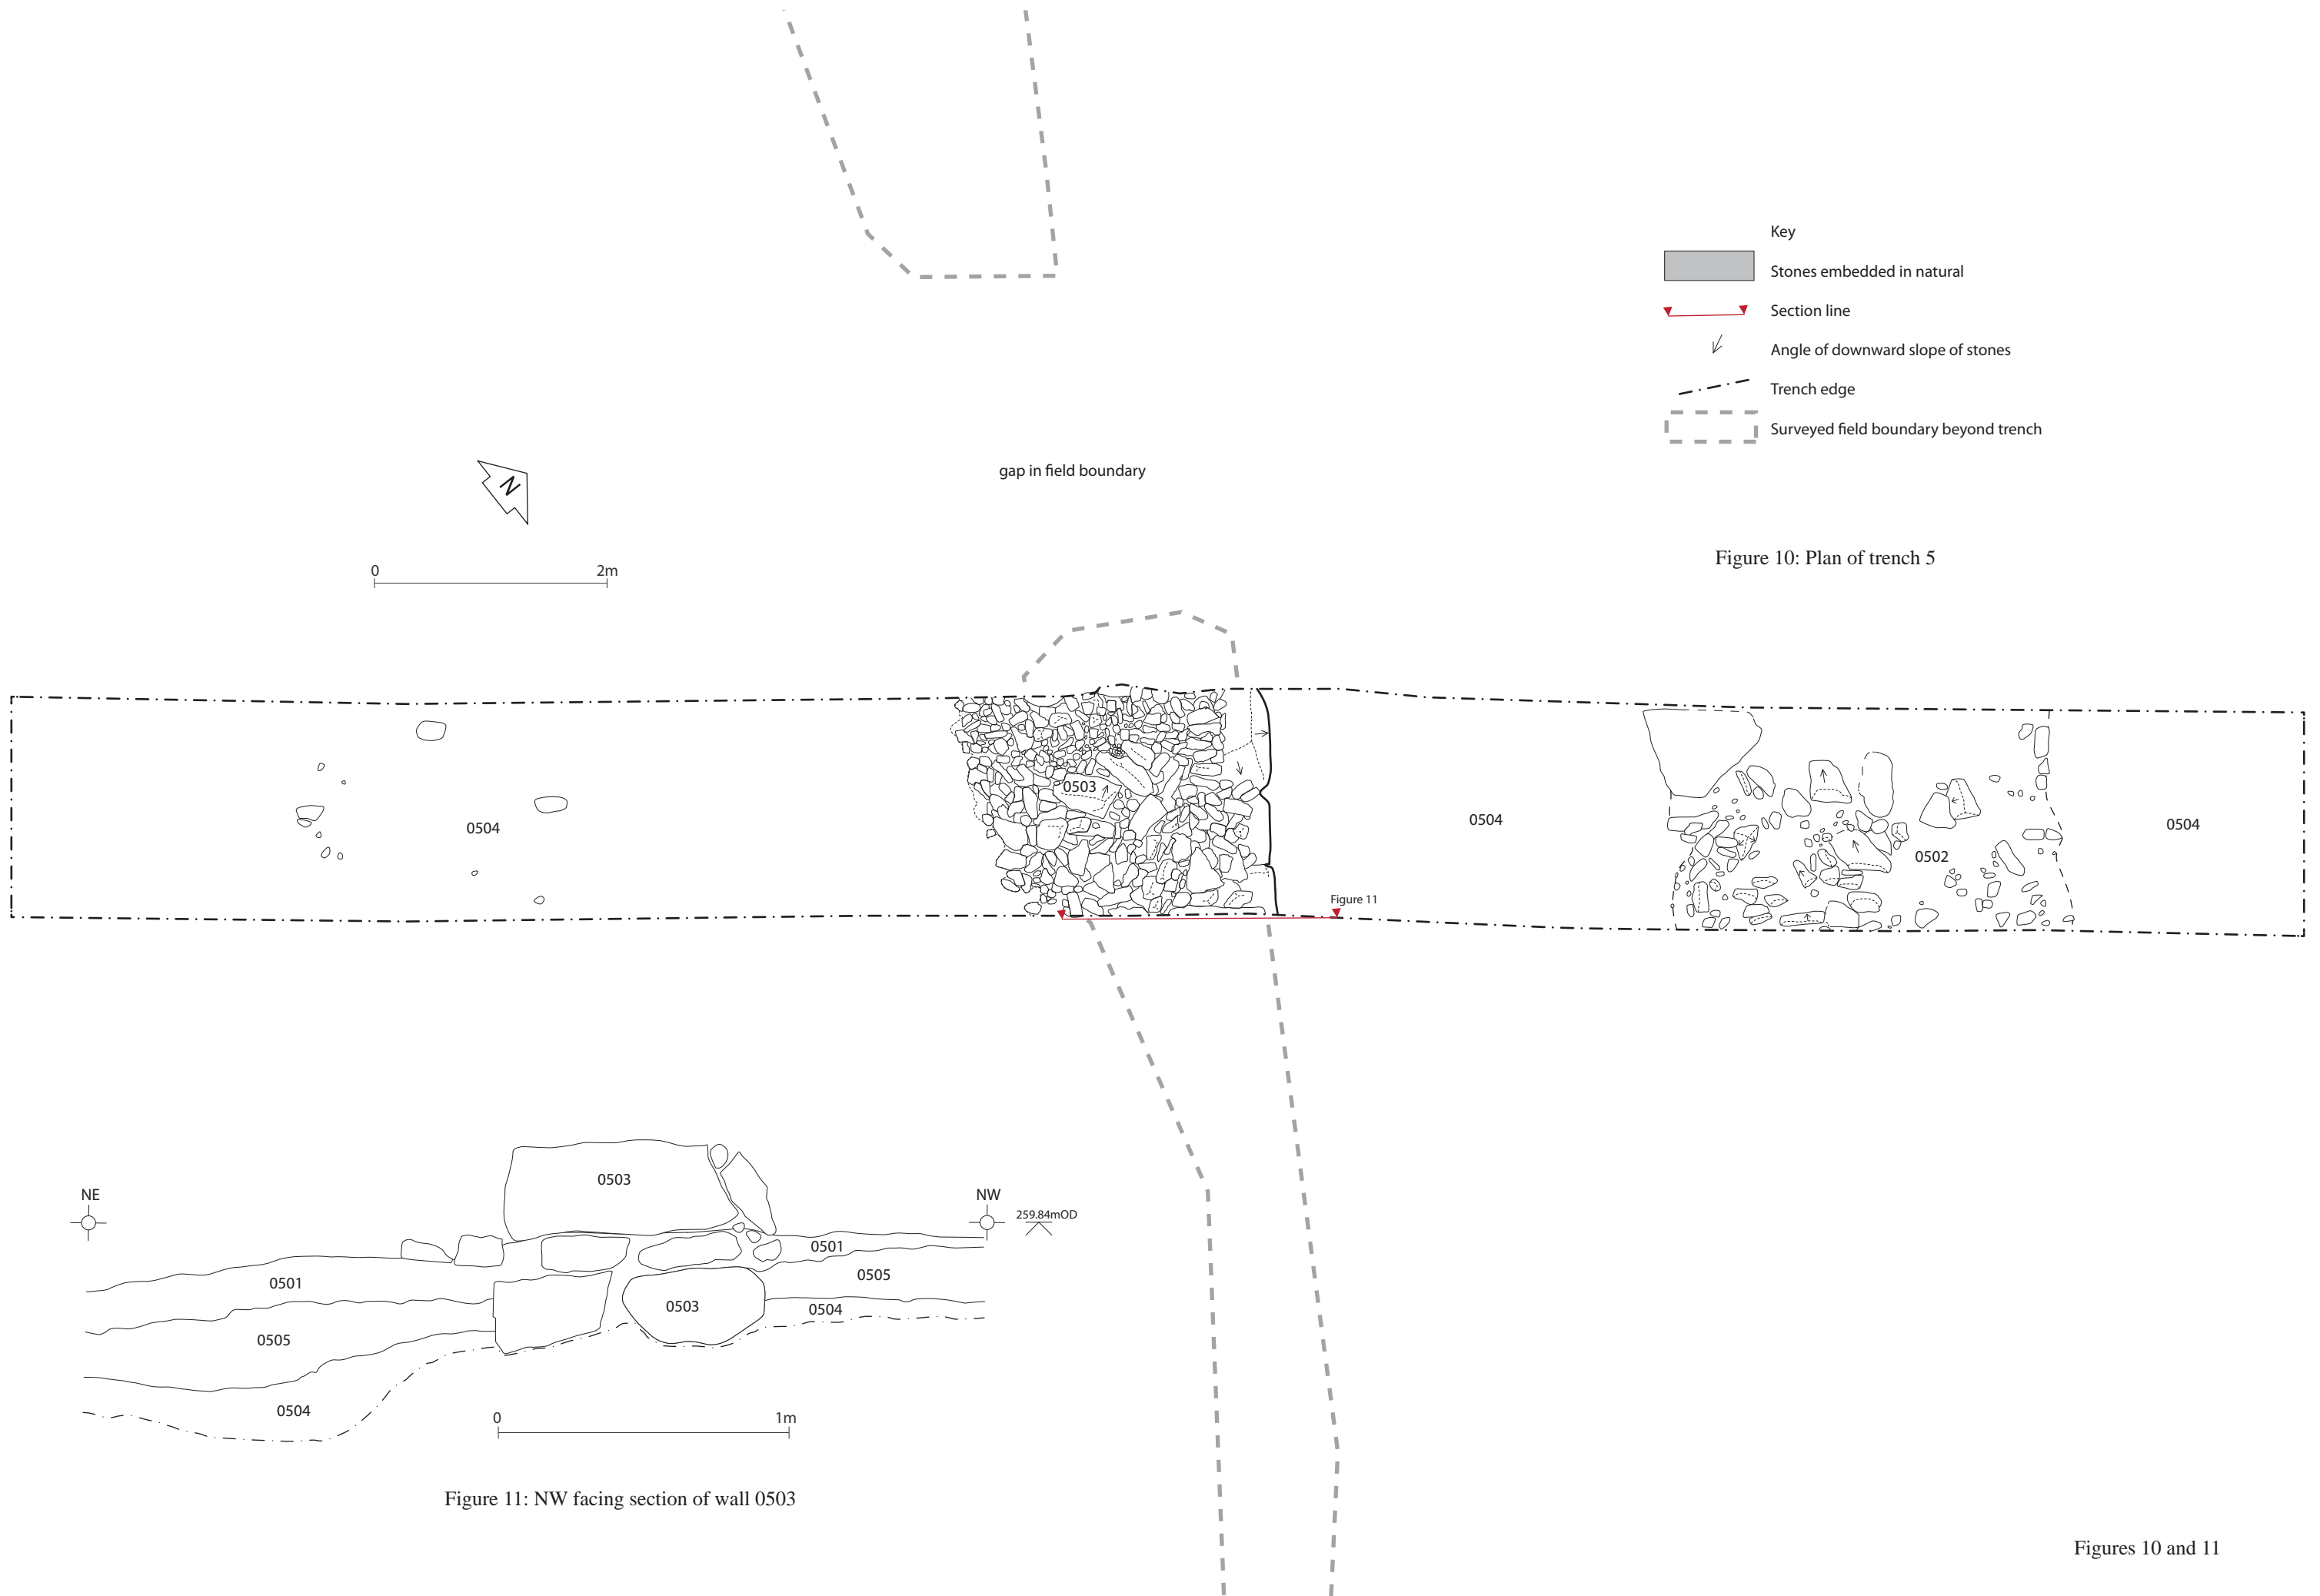 Key
Stones embedded in natural
Section line
Angle of downward slope of stones
Trench edge
Surveyed field boundary beyond trench
gap in field boundary
N
0 2m
Figure 10: Plan of trench 5
0503
0504
0504
0504
0502
Figure 11
0503
NE
NW
259.84mOD
0501
0501
0505
0505
0503
0504
0504
0 1m
Figure 11: NW facing section of wall 0503
Figures 10 and 11